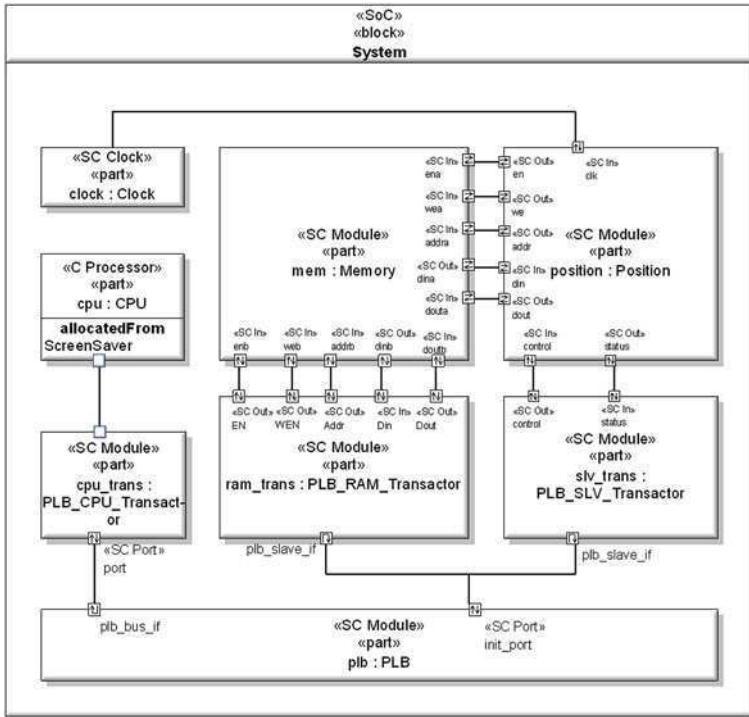 «SoC»
«block»
System
«SC Clock»
«part»
clock : Clock
«C Processor»
«part»
cpu : CPU
allocatedFrom
ScreenSaver
«SC Module»
«part»
cpu_trans :
PLB_CPU_Transact-
or
«SC Port»
port
«SC Module»
«part»
mem : Memory
«SC In»
ena
«SC In»
wea
«SC In»
addra
«SC Out»
dina
«SC In»
douta
«SC In»
enb
«SC In»
web
«SC In»
addrb
«SC Out»
dinb
«SC In»
doutb
«SC Out»
en
«SC In»
clk
«SC Out»
we
«SC Out»
addr
«SC In»
din
«SC Out»
dout
«SC Module»
«part»
position : Position
«SC In»
control
«SC Out»
status
«SC Out»
EN
«SC Out»
WEN
«SC Out»
Addr
«SC In»
Din
«SC Out»
Dout
«SC Module»
«part»
ram_trans : PLB_RAM_Transactor
plb_slave_if
«SC Out»
control
«SC In»
status
«SC Module»
«part»
slv_trans :
PLB_SLV_Transactor
plb_slave_if
plb_bus_if
«SC Module»
«part»
plb : PLB
«SC Port»
init_port